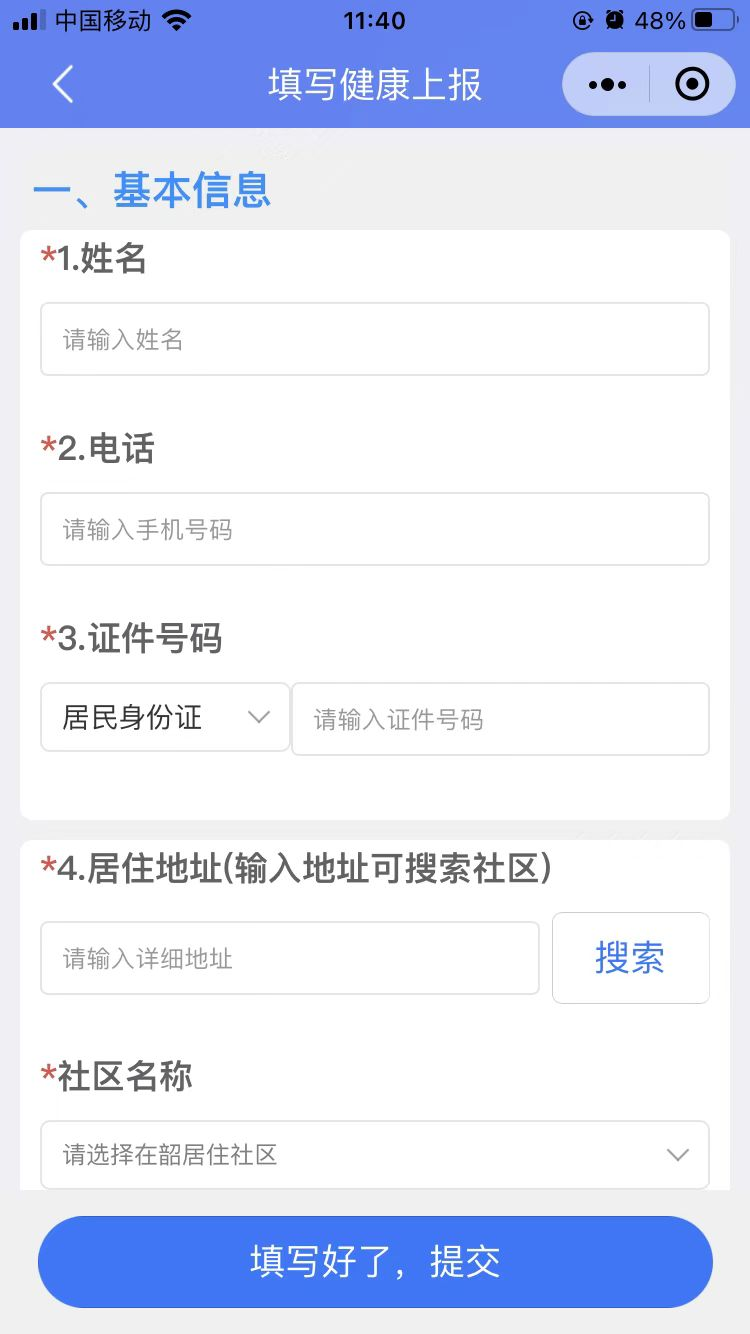 中国移动 11:40 48%
填写健康上报
一、基本信息
*1.姓名
请输入姓名
*2.电话
请输入手机号码
*3.证件号码
居民身份证 请输入证件号码
*4.居住地址(输入地址可搜索社区)
请输入详细地址 搜索
*社区名称
请选择在韶居住社区
填写好了，提交